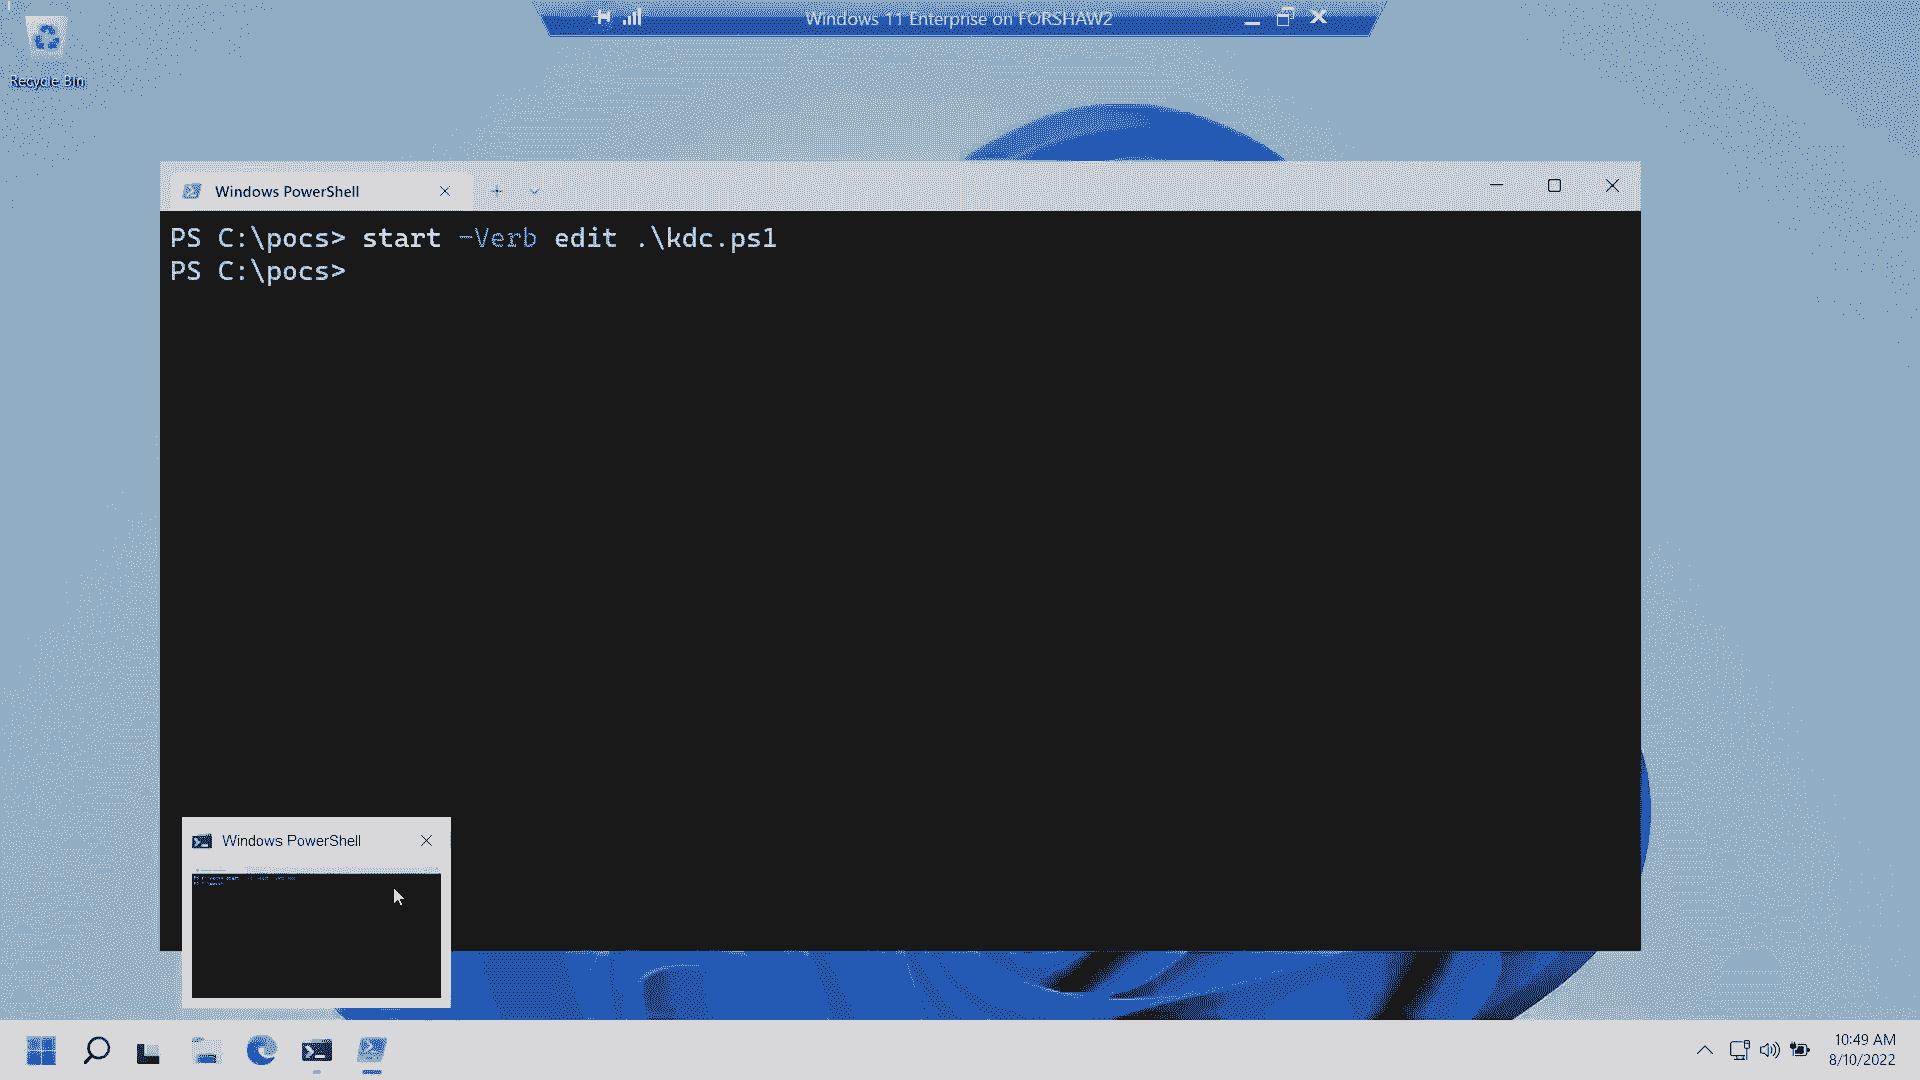 Windows 11 Enterprise on FORSHAW2
Recycle Bin
Windows PowerShell
PS C:\pocs> start -Verb edit .\kdc.ps1
PS C:\pocs>
Windows PowerShell
10:49 AM
8/10/2022